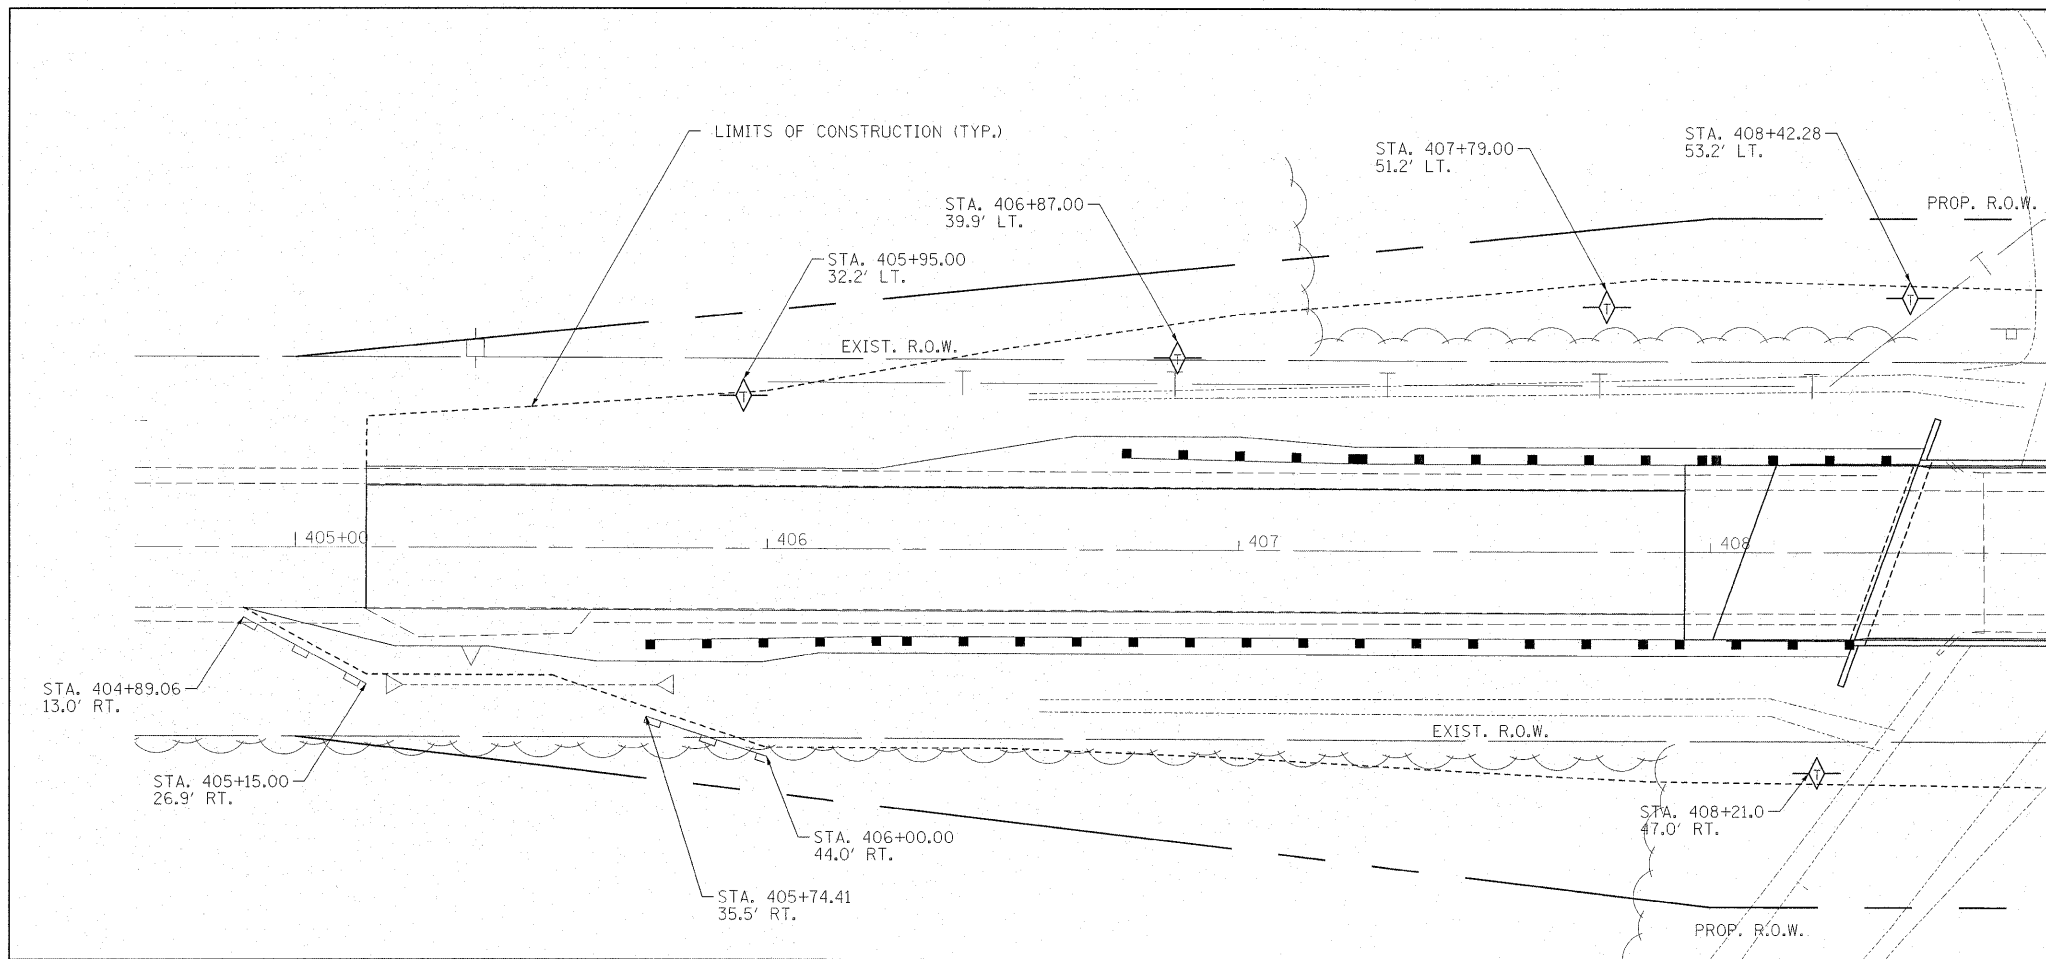 LIMITS OF CONSTRUCTION (TYP.)
STA. 408+42.28
53.2' LT.
STA. 407+79.00
51.2' LT.
PROP. R.O.W.
STA. 406+87.00
39.9' LT.
STA. 405+95.00
32.2' LT.
EXIST. R.O.W.
T
T
T
T
T
T
T
T
T
T
405+00
406
407
408
STA. 404+89.06
13.0' RT.
EXIST. R.O.W.
STA. 405+15.00
26.9' RT.
T
STA. 408+21.0
47.0' RT.
STA. 406+00.00
44.0' RT.
STA. 405+74.41
35.5' RT.
PROP. R.O.W.